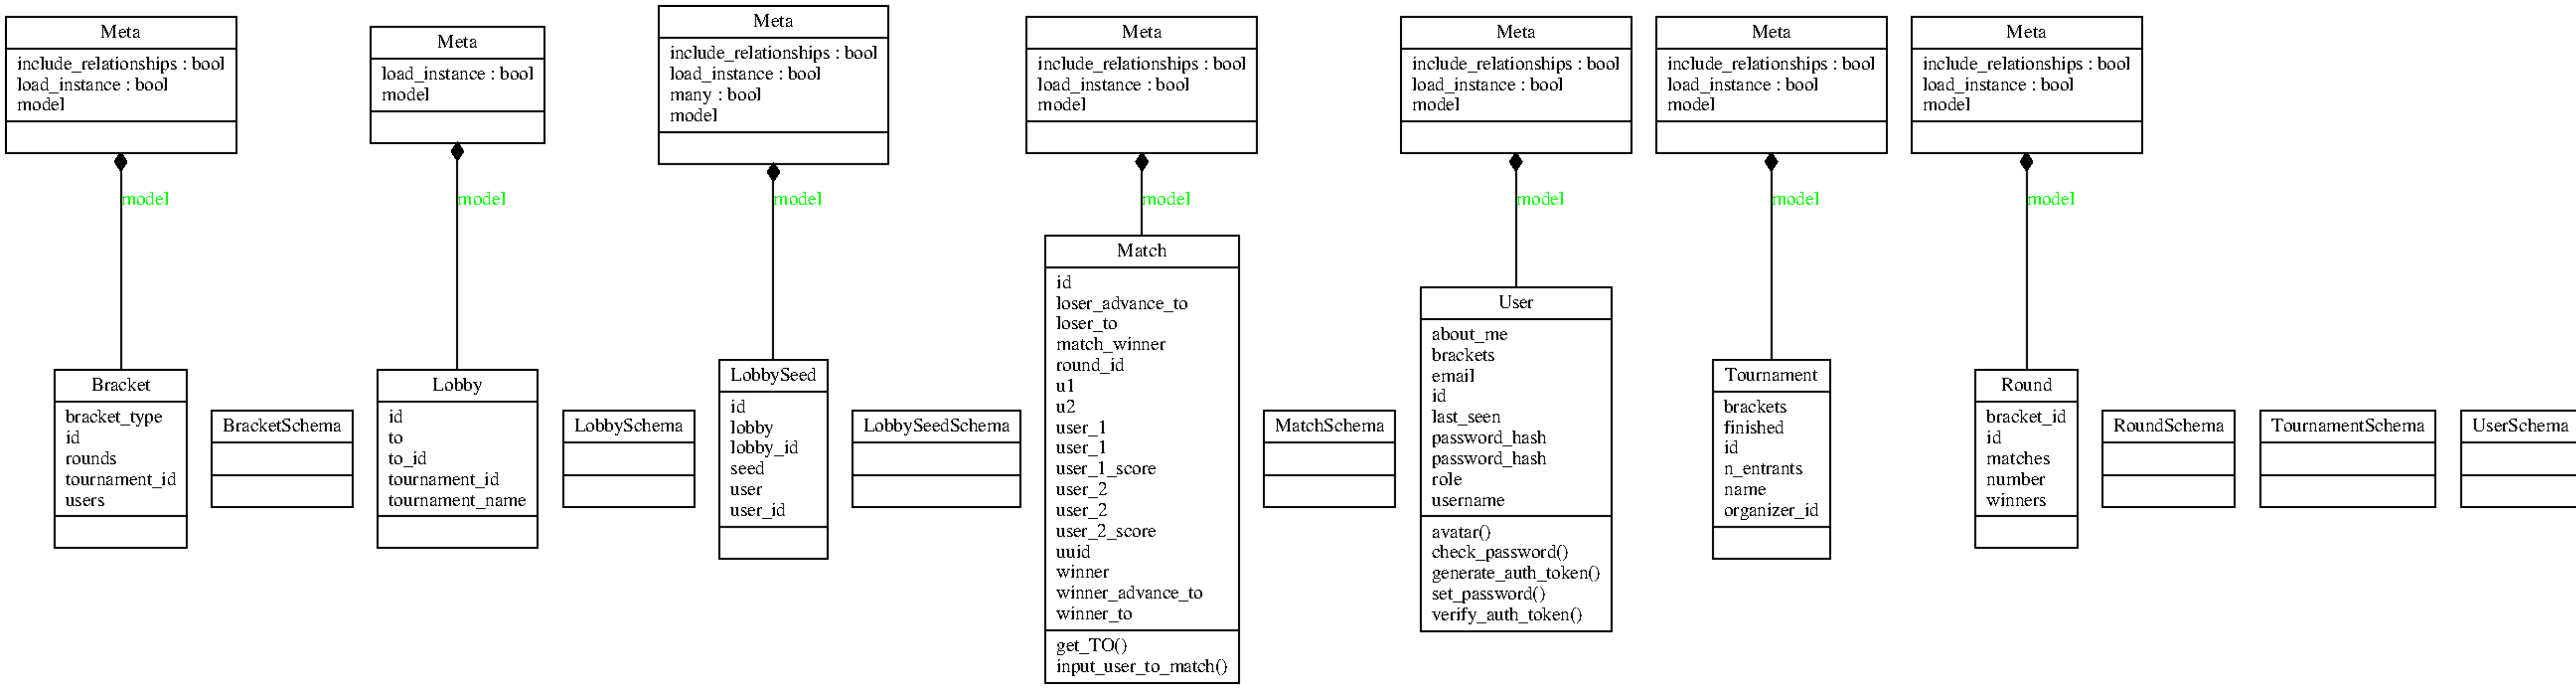 Meta
include_relationships : bool
load_instance : bool
model
Meta
load_instance : bool
model
Meta
include_relationships : bool
load_instance : bool
many : bool
model
Meta
include_relationships : bool
load_instance : bool
model
Meta
include_relationships : bool
load_instance : bool
model
Meta
include_relationships : bool
load_instance : bool
model
Meta
include_relationships : bool
load_instance : bool
model
model
model
model
model
model
model
model
Bracket
bracket_type
id
rounds
tournament_id
users
BracketSchema
Lobby
id
to
to_id
tournament_id
tournament_name
LobbySchema
LobbySeed
id
lobby
lobby_id
seed
user
user_id
LobbySeedSchema
Match
id
loser_advance_to
loser_to
match_winner
round_id
u1
u2
user_1
user_1
user_1_score
user_2
user_2
user_2_score
uuid
winner
winner_advance_to
winner_to
get_TO()
input_user_to_match()
MatchSchema
User
about_me
brackets
email
id
last_seen
password_hash
password_hash
role
username
avatar()
check_password()
generate_auth_token()
set_password()
verify_auth_token()
Tournament
brackets
finished
id
n_entrants
name
organizer_id
Round
bracket_id
id
matches
number
winners
RoundSchema
TournamentSchema
UserSchema